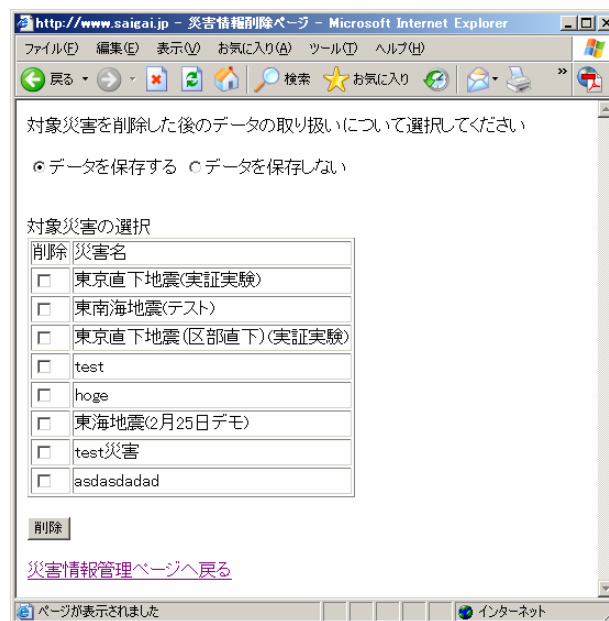 http://www.saigai.jp - 災害情報削除ページ - Microsoft Internet Explorer
ファイル(F) 編集(E) 表示(V) お気に入り(A) ツール(T) ヘルプ(H)
戻る 検索 お気に入り »
対象災害を削除した後のデータの取り扱いについて選択してください
データを保存する データを保存しない
対象災害の選択
削除 災害名
東京直下地震(実証実験)
東南海地震(テスト)
東京直下地震(区部直下)(実証実験)
test
hoge
東海地震(2月25日デモ)
test災害
asdasdadad
削除
災害情報管理ページへ戻る
ページが表示されました インターネット